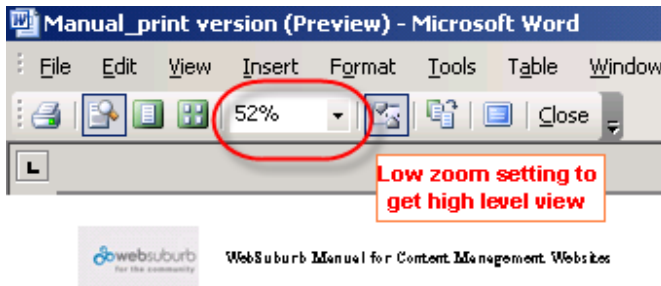 Manual_print version (Preview) - Microsoft Word
File Edit View Insert Format Tools Table Window
52% Close
L
Low zoom setting to
get high level view
websuburb
for the community
WebSuburb Manual for Content Management Websites